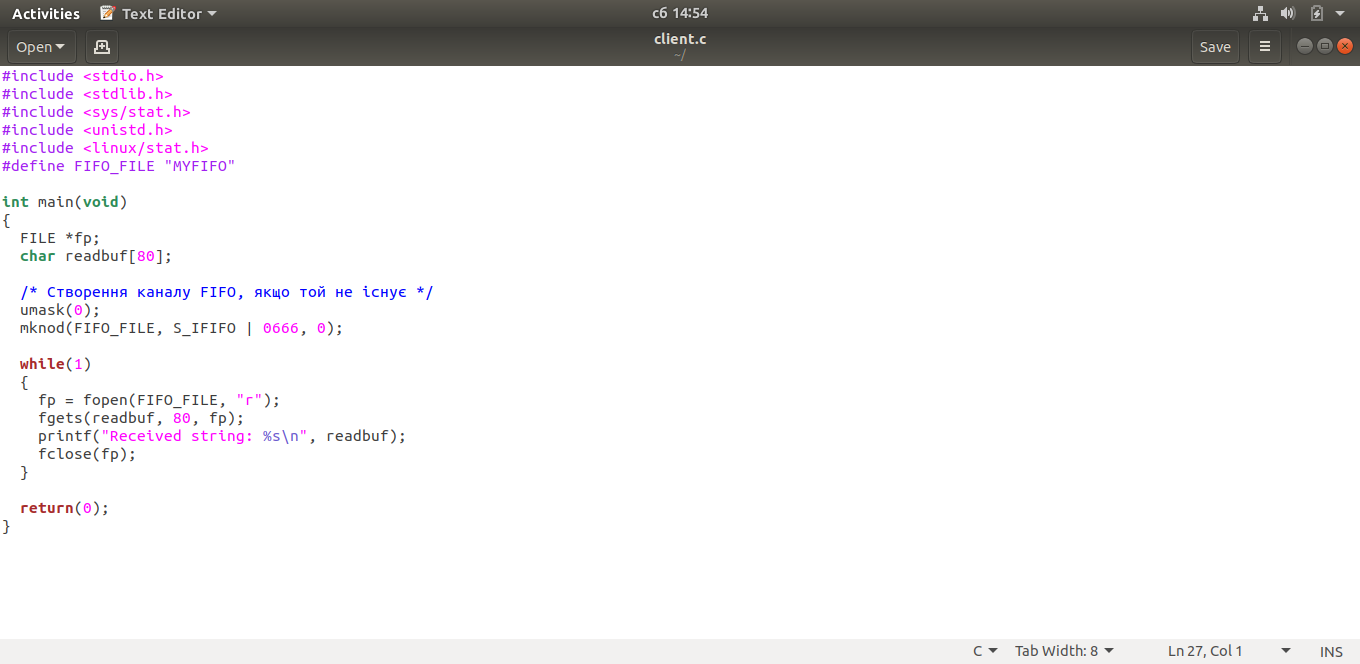 Activities Text Editor сб 14:54
Open client.c Save
~/
#include <stdio.h>
#include <stdlib.h>
#include <sys/stat.h>
#include <unistd.h>
#include <linux/stat.h>
#define FIFO_FILE "MYFIFO"
int main(void)
{
FILE *fp;
char readbuf[80];
/* Створення каналу FIFO, якщо той не існує */
umask(0);
mknod(FIFO_FILE, S_IFIFO | 0666, 0);
while(1)
{
fp = fopen(FIFO_FILE, "r");
fgets(readbuf, 80, fp);
printf("Received string: %s\n", readbuf);
fclose(fp);
}
return(0);
}
C Tab Width: 8 Ln 27, Col 1 INS